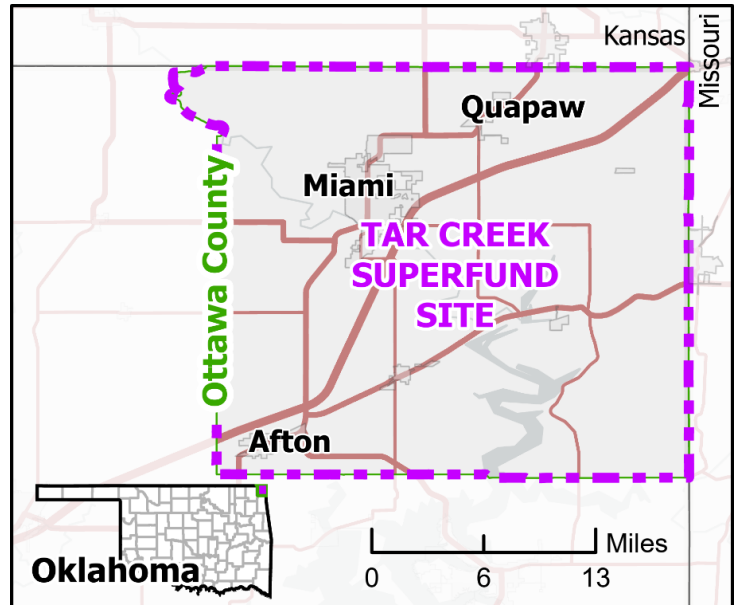 Kansas
Missouri
Quapaw
Miami
Ottawa County
TAR CREEK
SUPERFUND
SITE
Afton
Oklahoma
Miles
0 6 13